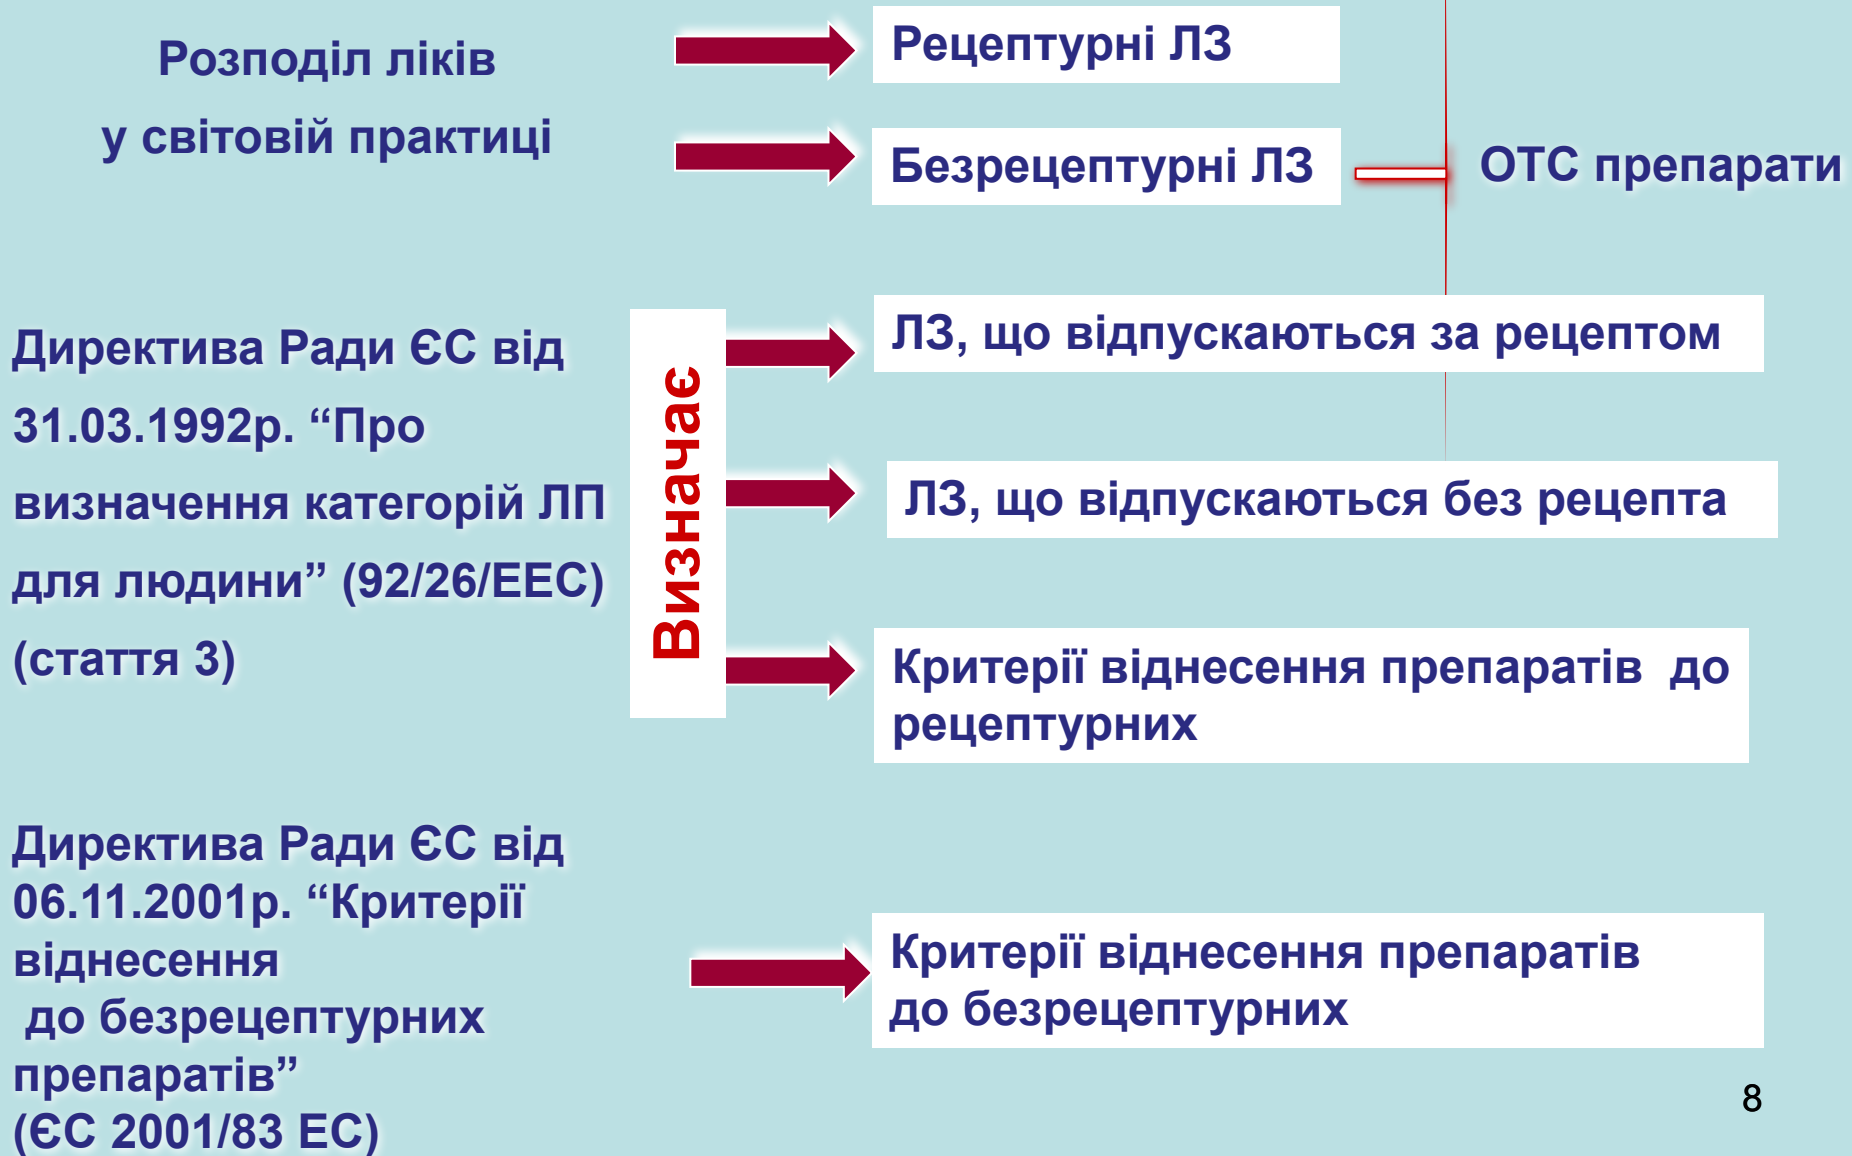 Розподіл ліків
у світовій практиці
Рецептурні ЛЗ
Безрецептурні ЛЗ
ОТС препарати
Директива Ради ЄС від
31.03.1992р. “Про
визначення категорій ЛП
для людини” (92/26/ЕЕС)
(стаття 3)
Визначає
ЛЗ, що відпускаються за рецептом
ЛЗ, що відпускаються без рецепта
Критерії віднесення препаратів до
рецептурних
Директива Ради ЄС від
06.11.2001р. “Критерії
віднесення
до безрецептурних
препаратів”
(ЄС 2001/83 ЕС)
Критерії віднесення препаратів
до безрецептурних
8